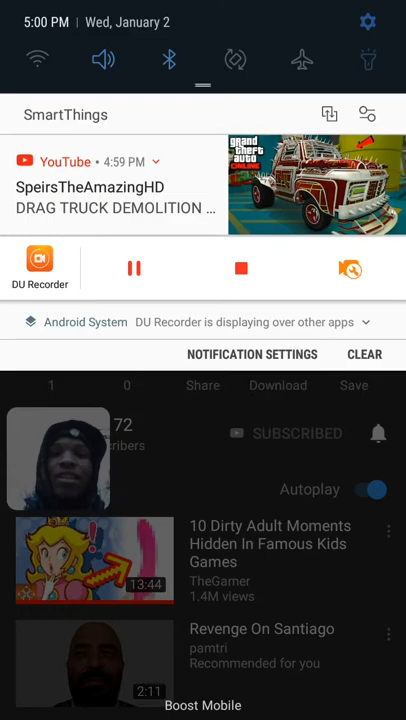 5:00 PM | Wed, January 2
SmartThings
YouTube • 4:59 PM
SpeirsTheAmazingHD
DRAG TRUCK DEMOLITION ...
grand
theft
auto
ONLINE
DU Recorder
Android System DU Recorder is displaying over other apps
NOTIFICATION SETTINGS CLEAR
1 0 Share Download Save
72
cribers
SUBSCRIBED
Autoplay
10 Dirty Adult Moments
Hidden In Famous Kids
Games
TheGamer
1.4M views
13:44
Revenge On Santiago
pamtri
Recommended for you
2:11
Boost Mobile